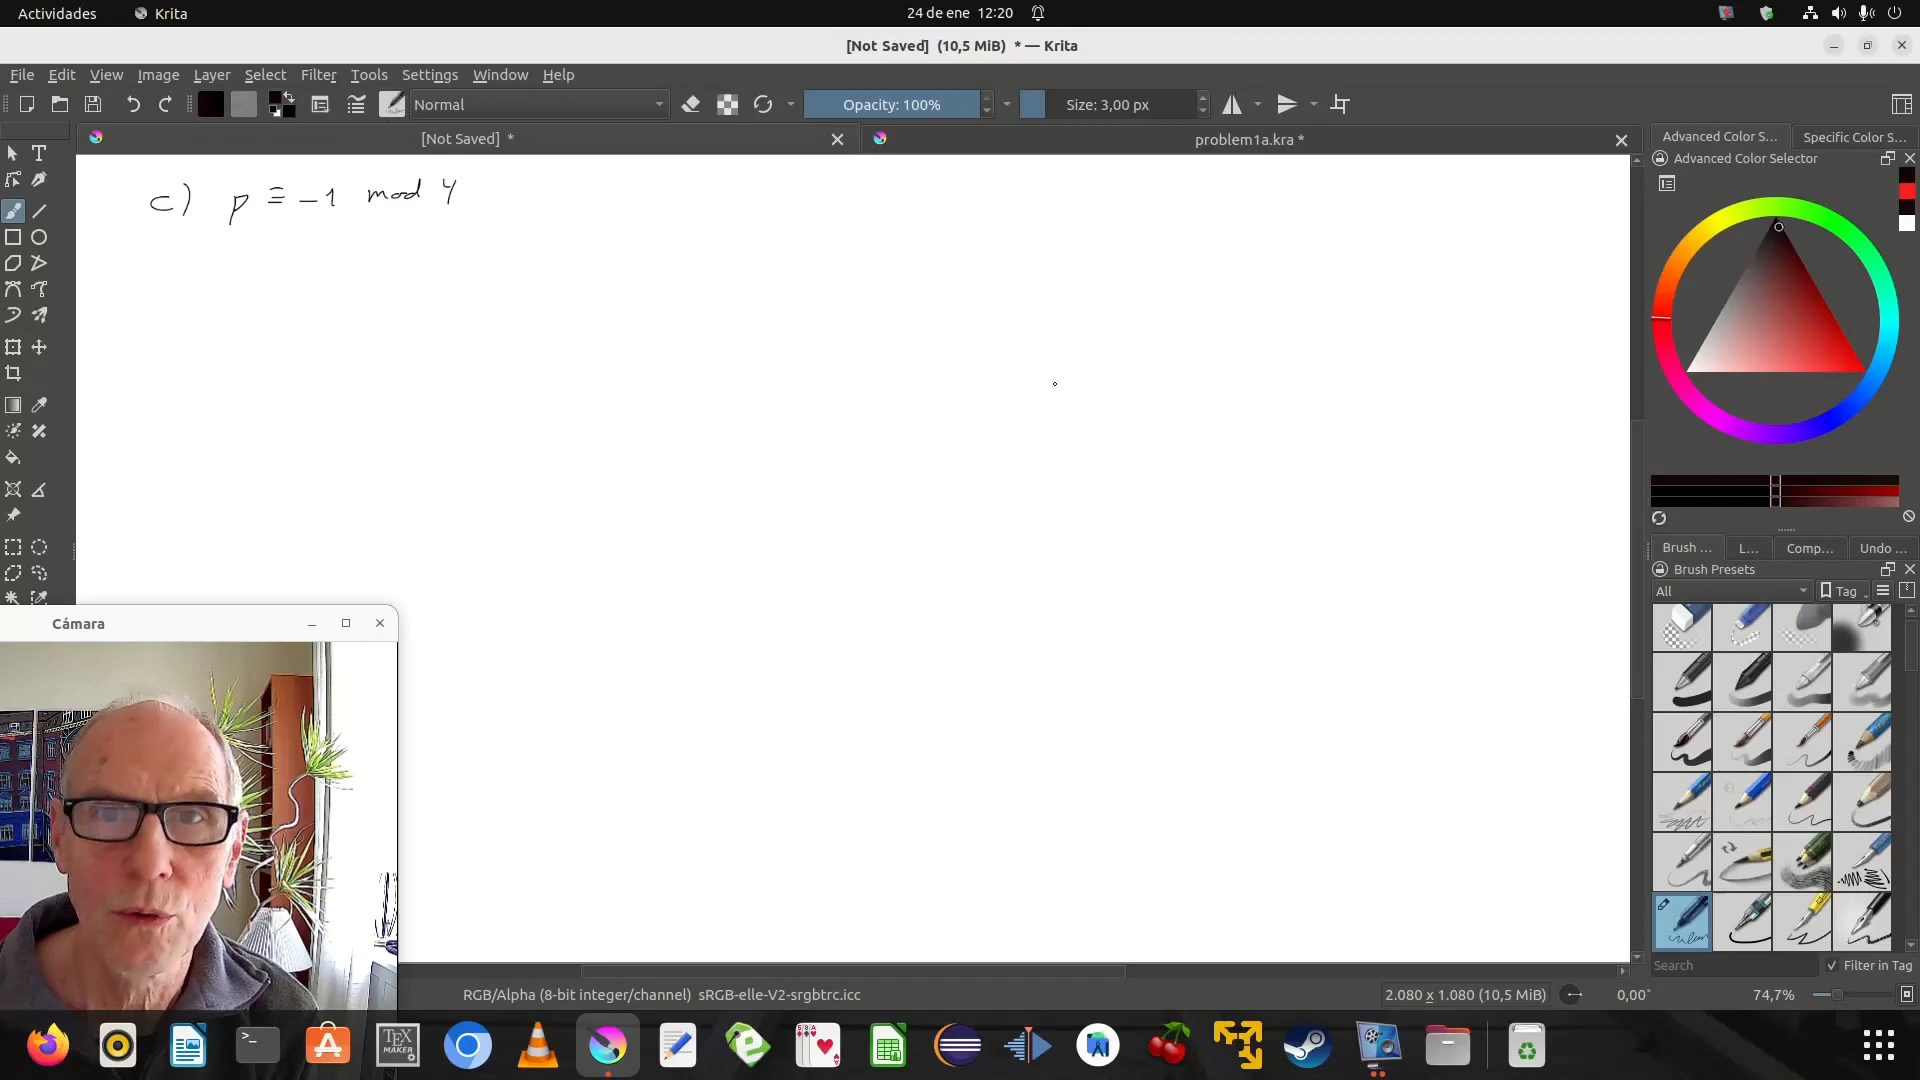 Actividades Krita 24 de ene 12:20
[Not Saved] (10,5 MiB) * — Krita
File Edit View Image Layer Select Filter Tools Settings Window Help
Normal Opacity: 100% Size: 3,00 px
[Not Saved] * problem1a.kra *
Advanced Color S... Specific Color S...
Advanced Color Selector
c) p ≡ -1 mod 4
Brush ... L... Comp... Undo ...
Brush Presets
All Tag
Cámara
Search Filter in Tag
RGB/Alpha (8-bit integer/channel) sRGB-elle-V2-srgbtrc.icc 2.080 x 1.080 (10,5 MiB) 0,00° 74,7%
TEX
MAKER